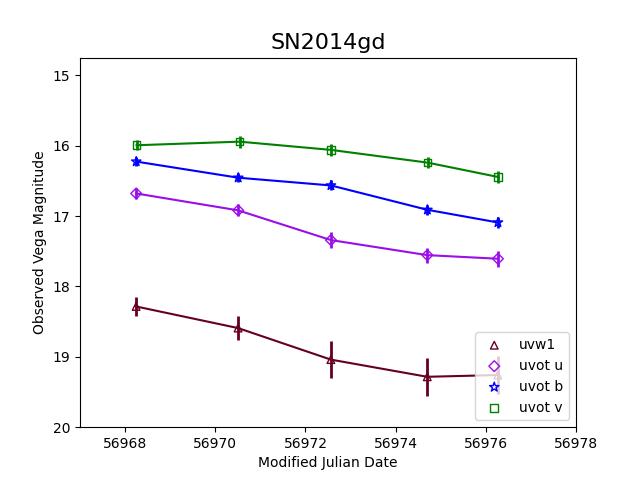 SN2014gd
Observed Vega Magnitude
15
16
17
18
19
20
uvw1
uvot u
uvot b
uvot v
56968 56970 56972 56974 56976 56978
Modified Julian Date